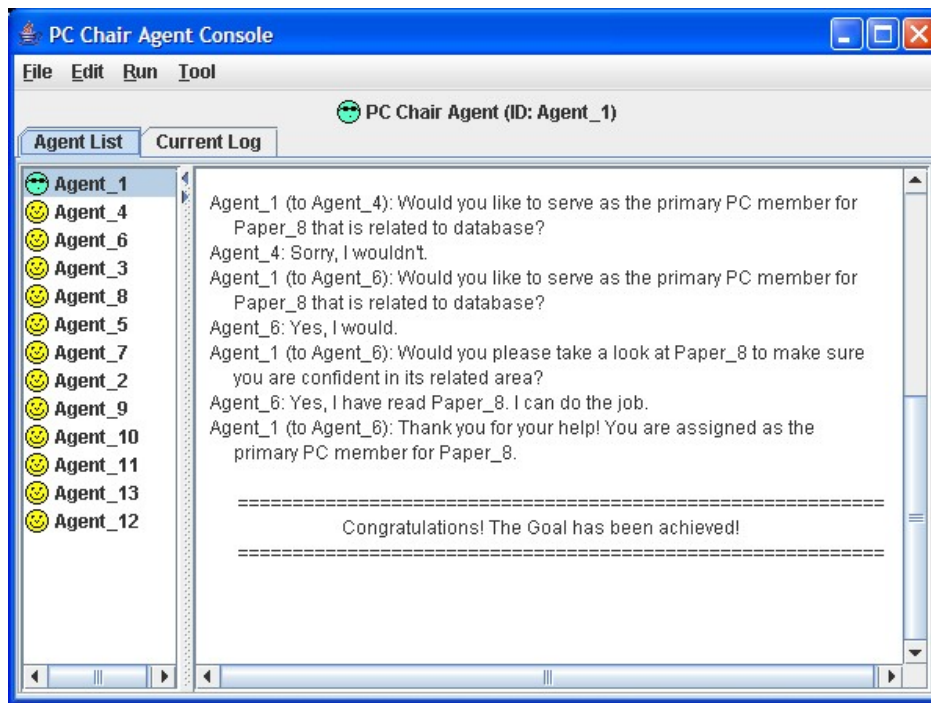 PC Chair Agent Console
File Edit Run Tool
PC Chair Agent (ID: Agent_1)
Agent List Current Log
Agent_1
Agent_4
Agent_6
Agent_3
Agent_8
Agent_5
Agent_7
Agent_2
Agent_9
Agent_10
Agent_11
Agent_13
Agent_12
Agent_1 (to Agent_4): Would you like to serve as the primary PC member for
Paper_8 that is related to database?
Agent_4: Sorry, I wouldn't.
Agent_1 (to Agent_6): Would you like to serve as the primary PC member for
Paper_8 that is related to database?
Agent_6: Yes, I would.
Agent_1 (to Agent_6): Would you please take a look at Paper_8 to make sure
you are confident in its related area?
Agent_6: Yes, I have read Paper_8. I can do the job.
Agent_1 (to Agent_6): Thank you for your help! You are assigned as the
primary PC member for Paper_8.
===========================================================
Congratulations! The Goal has been achieved!
===========================================================